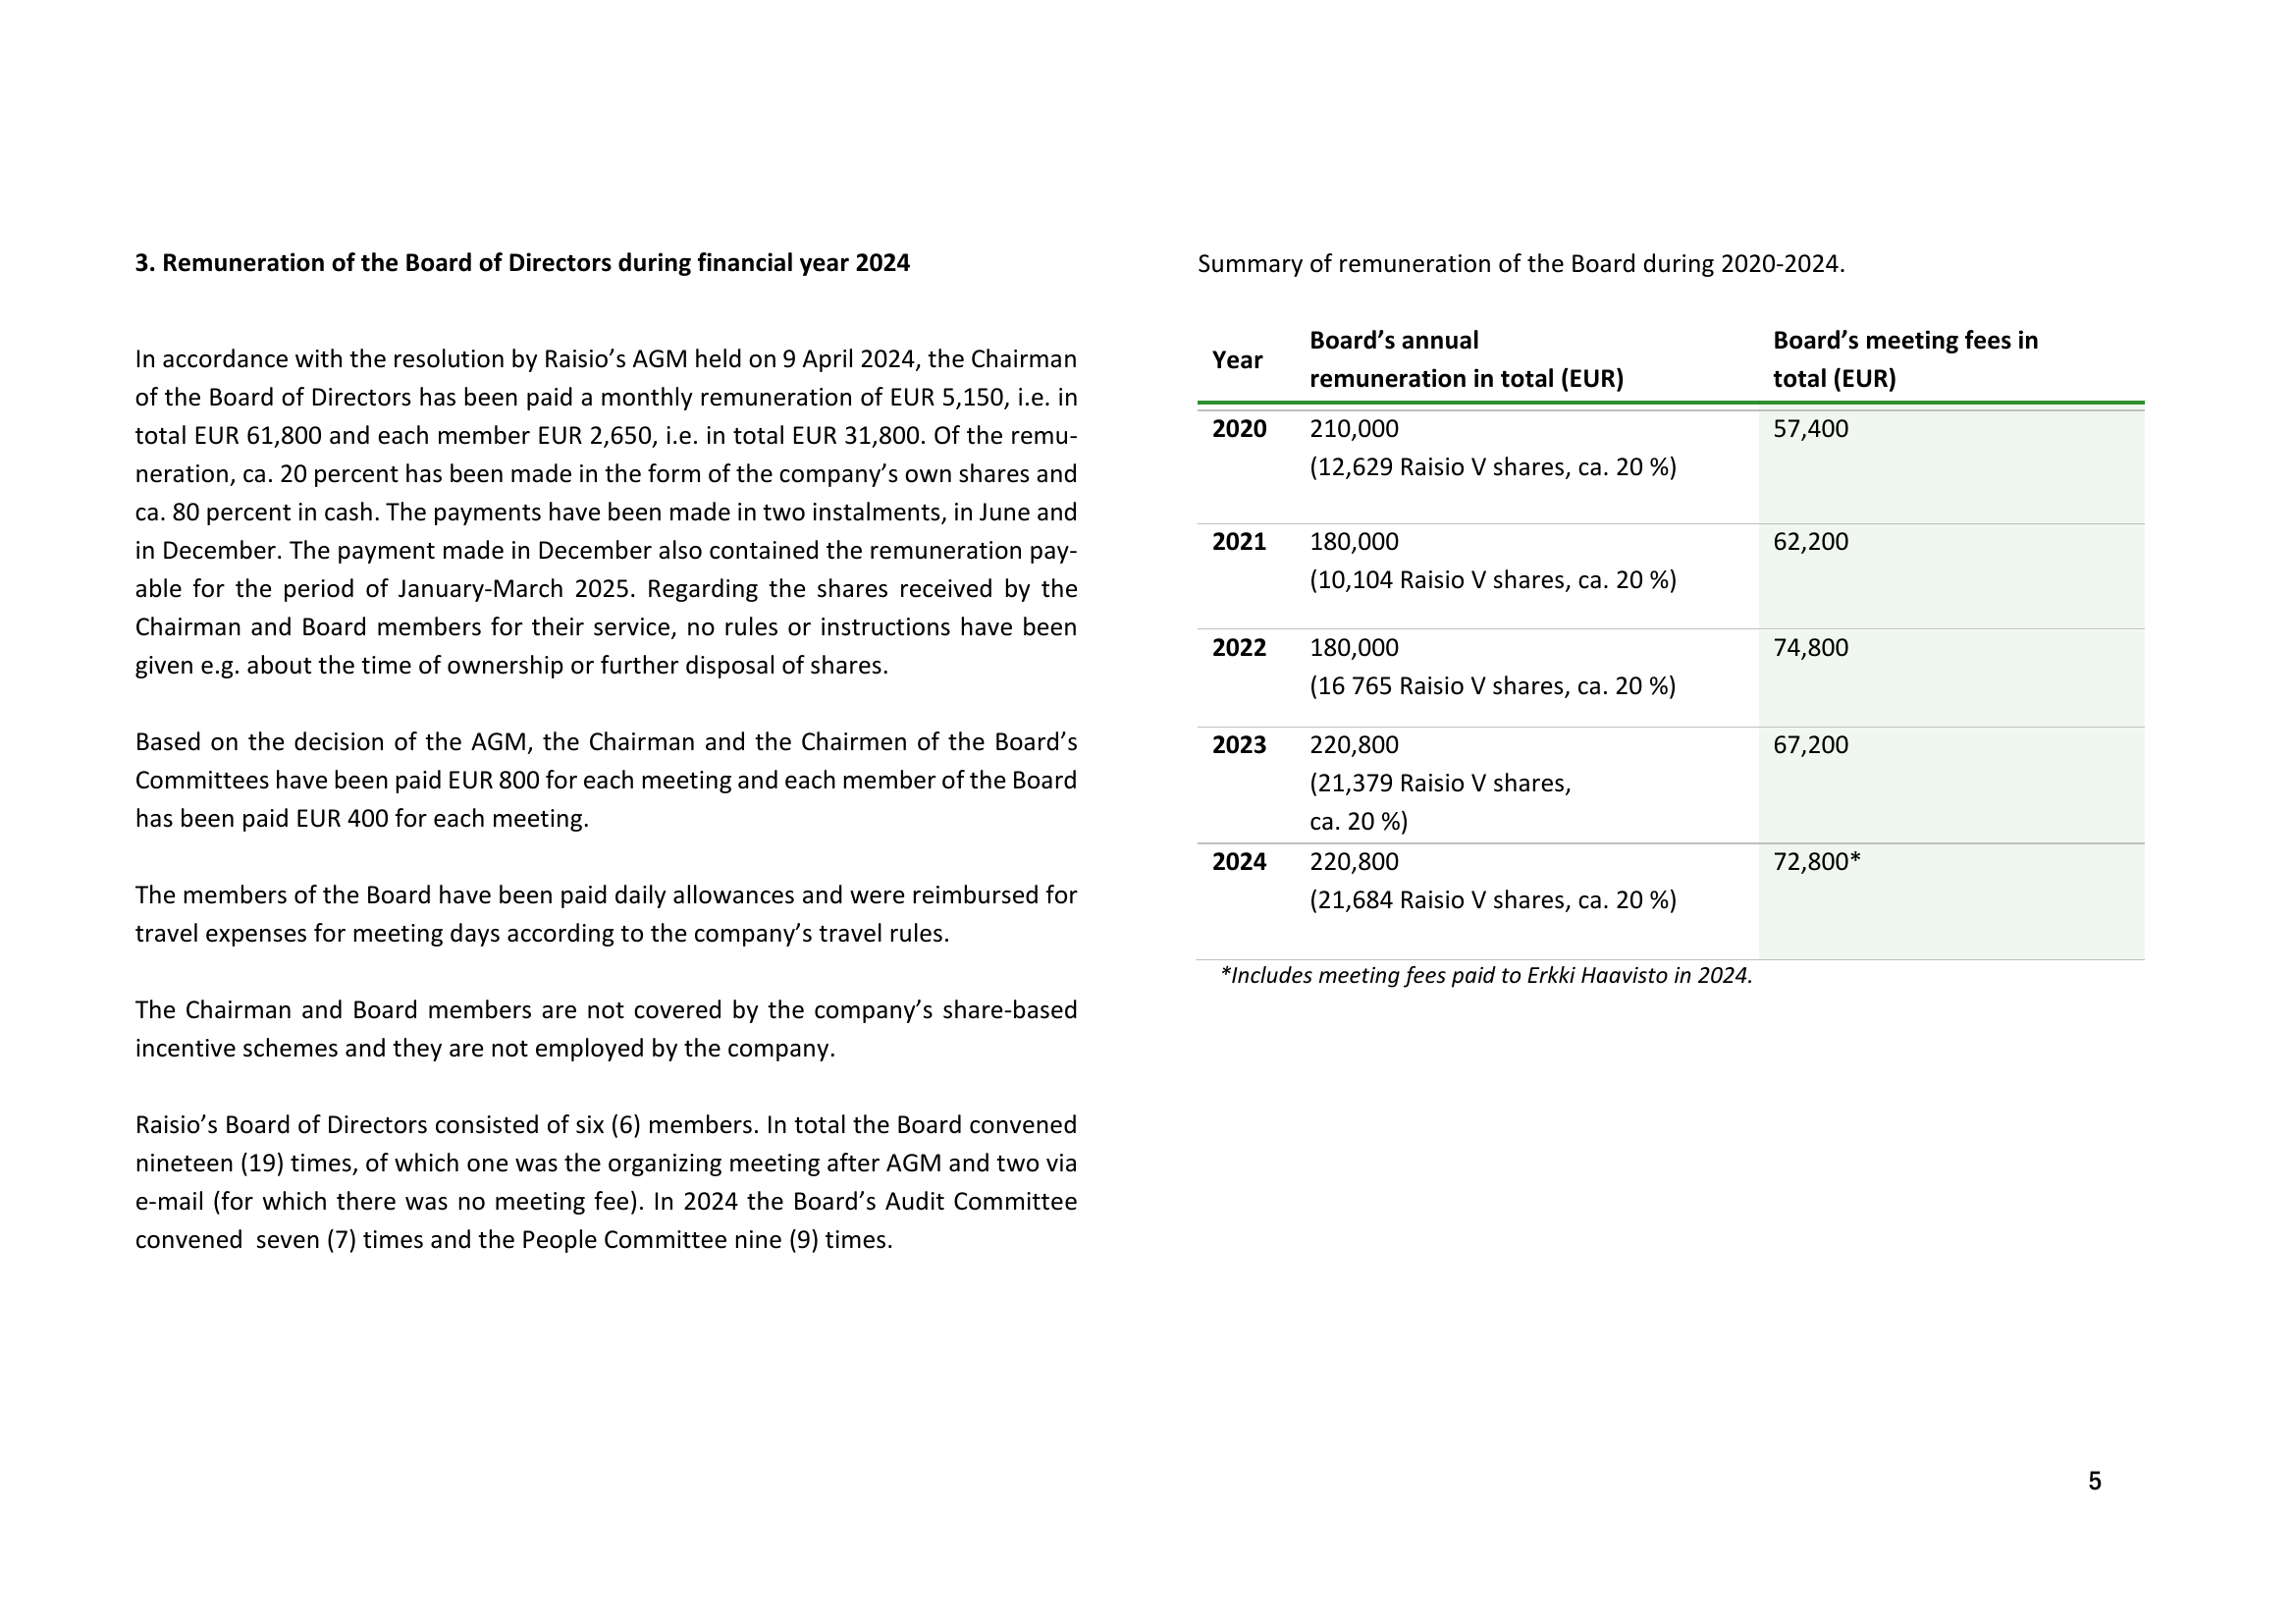 3. Remuneration of the Board of Directors during financial year 2024
In accordance with the resolution by Raisio’s AGM held on 9 April 2024, the Chairman
of the Board of Directors has been paid a monthly remuneration of EUR 5,150, i.e. in
total EUR 61,800 and each member EUR 2,650, i.e. in total EUR 31,800. Of the remu-
neration, ca. 20 percent has been made in the form of the company’s own shares and
ca. 80 percent in cash. The payments have been made in two instalments, in June and
in December. The payment made in December also contained the remuneration pay-
able for the period of January-March 2025. Regarding the shares received by the
Chairman and Board members for their service, no rules or instructions have been
given e.g. about the time of ownership or further disposal of shares.
Based on the decision of the AGM, the Chairman and the Chairmen of the Board’s
Committees have been paid EUR 800 for each meeting and each member of the Board
has been paid EUR 400 for each meeting.
The members of the Board have been paid daily allowances and were reimbursed for
travel expenses for meeting days according to the company’s travel rules.
The Chairman and Board members are not covered by the company’s share-based
incentive schemes and they are not employed by the company.
Raisio’s Board of Directors consisted of six (6) members. In total the Board convened
nineteen (19) times, of which one was the organizing meeting after AGM and two via
e-mail (for which there was no meeting fee). In 2024 the Board’s Audit Committee
convened seven (7) times and the People Committee nine (9) times.
Summary of remuneration of the Board during 2020-2024.
Year
Board’s annual
remuneration in total (EUR)
Board’s meeting fees in
total (EUR)
2020 210,000 57,400
(12,629 Raisio V shares, ca. 20 %)
2021 180,000 62,200
(10,104 Raisio V shares, ca. 20 %)
2022 180,000 74,800
(16 765 Raisio V shares, ca. 20 %)
2023 220,800 67,200
(21,379 Raisio V shares,
ca. 20 %)
2024 220,800 72,800*
(21,684 Raisio V shares, ca. 20 %)
*Includes meeting fees paid to Erkki Haavisto in 2024.
5